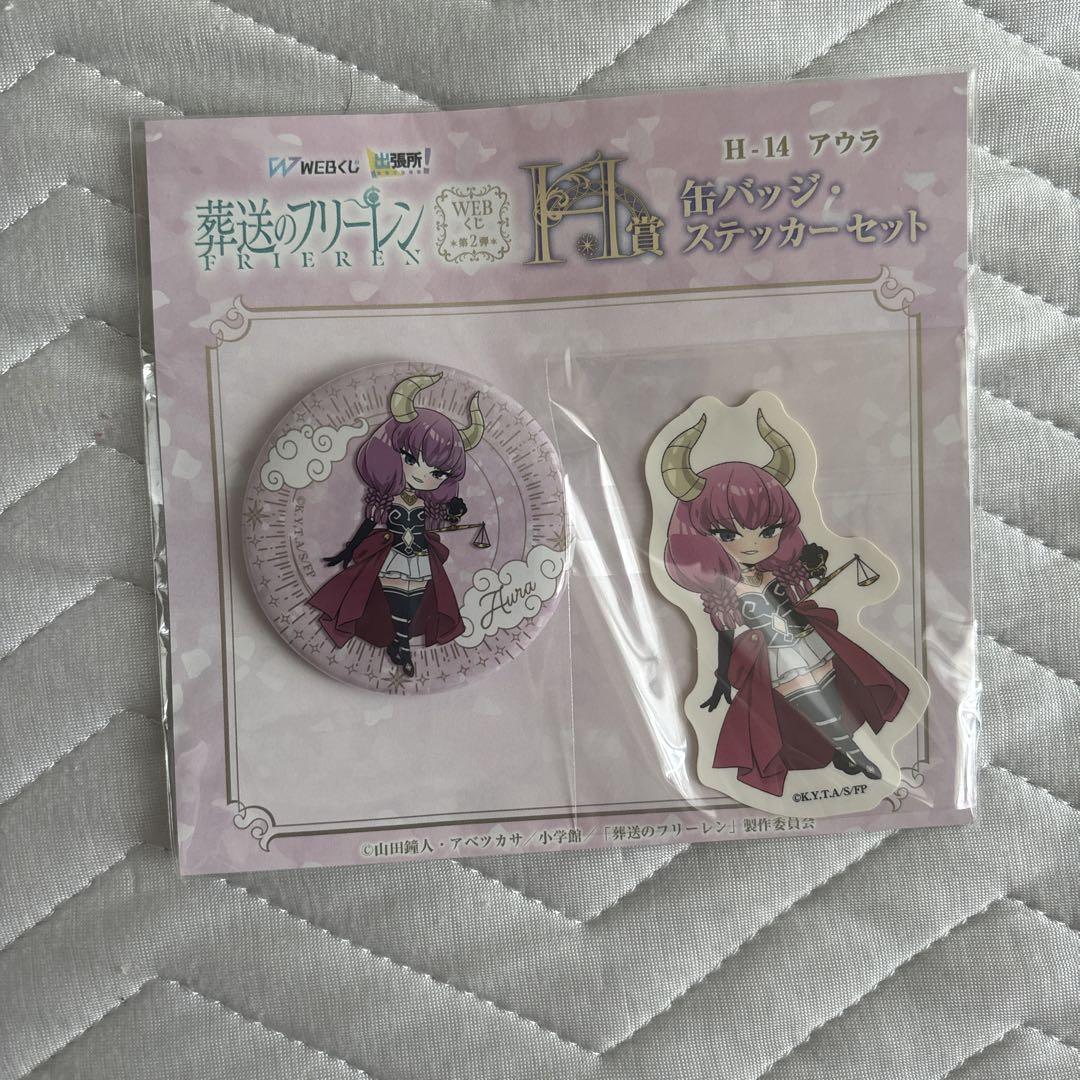 WEBくじ 出張所!
葬送のフリーレン
FRIEREN
WEB
くじ
第2弾
H賞
H-14 アウラ
缶バッジ・
ステッカーセット
©K.Y.T.A/S/FP
Aura
©K.Y.T.A/S/FP
©山田鐘人・アベツカサ/小学館/「葬送のフリーレン」製作委員会